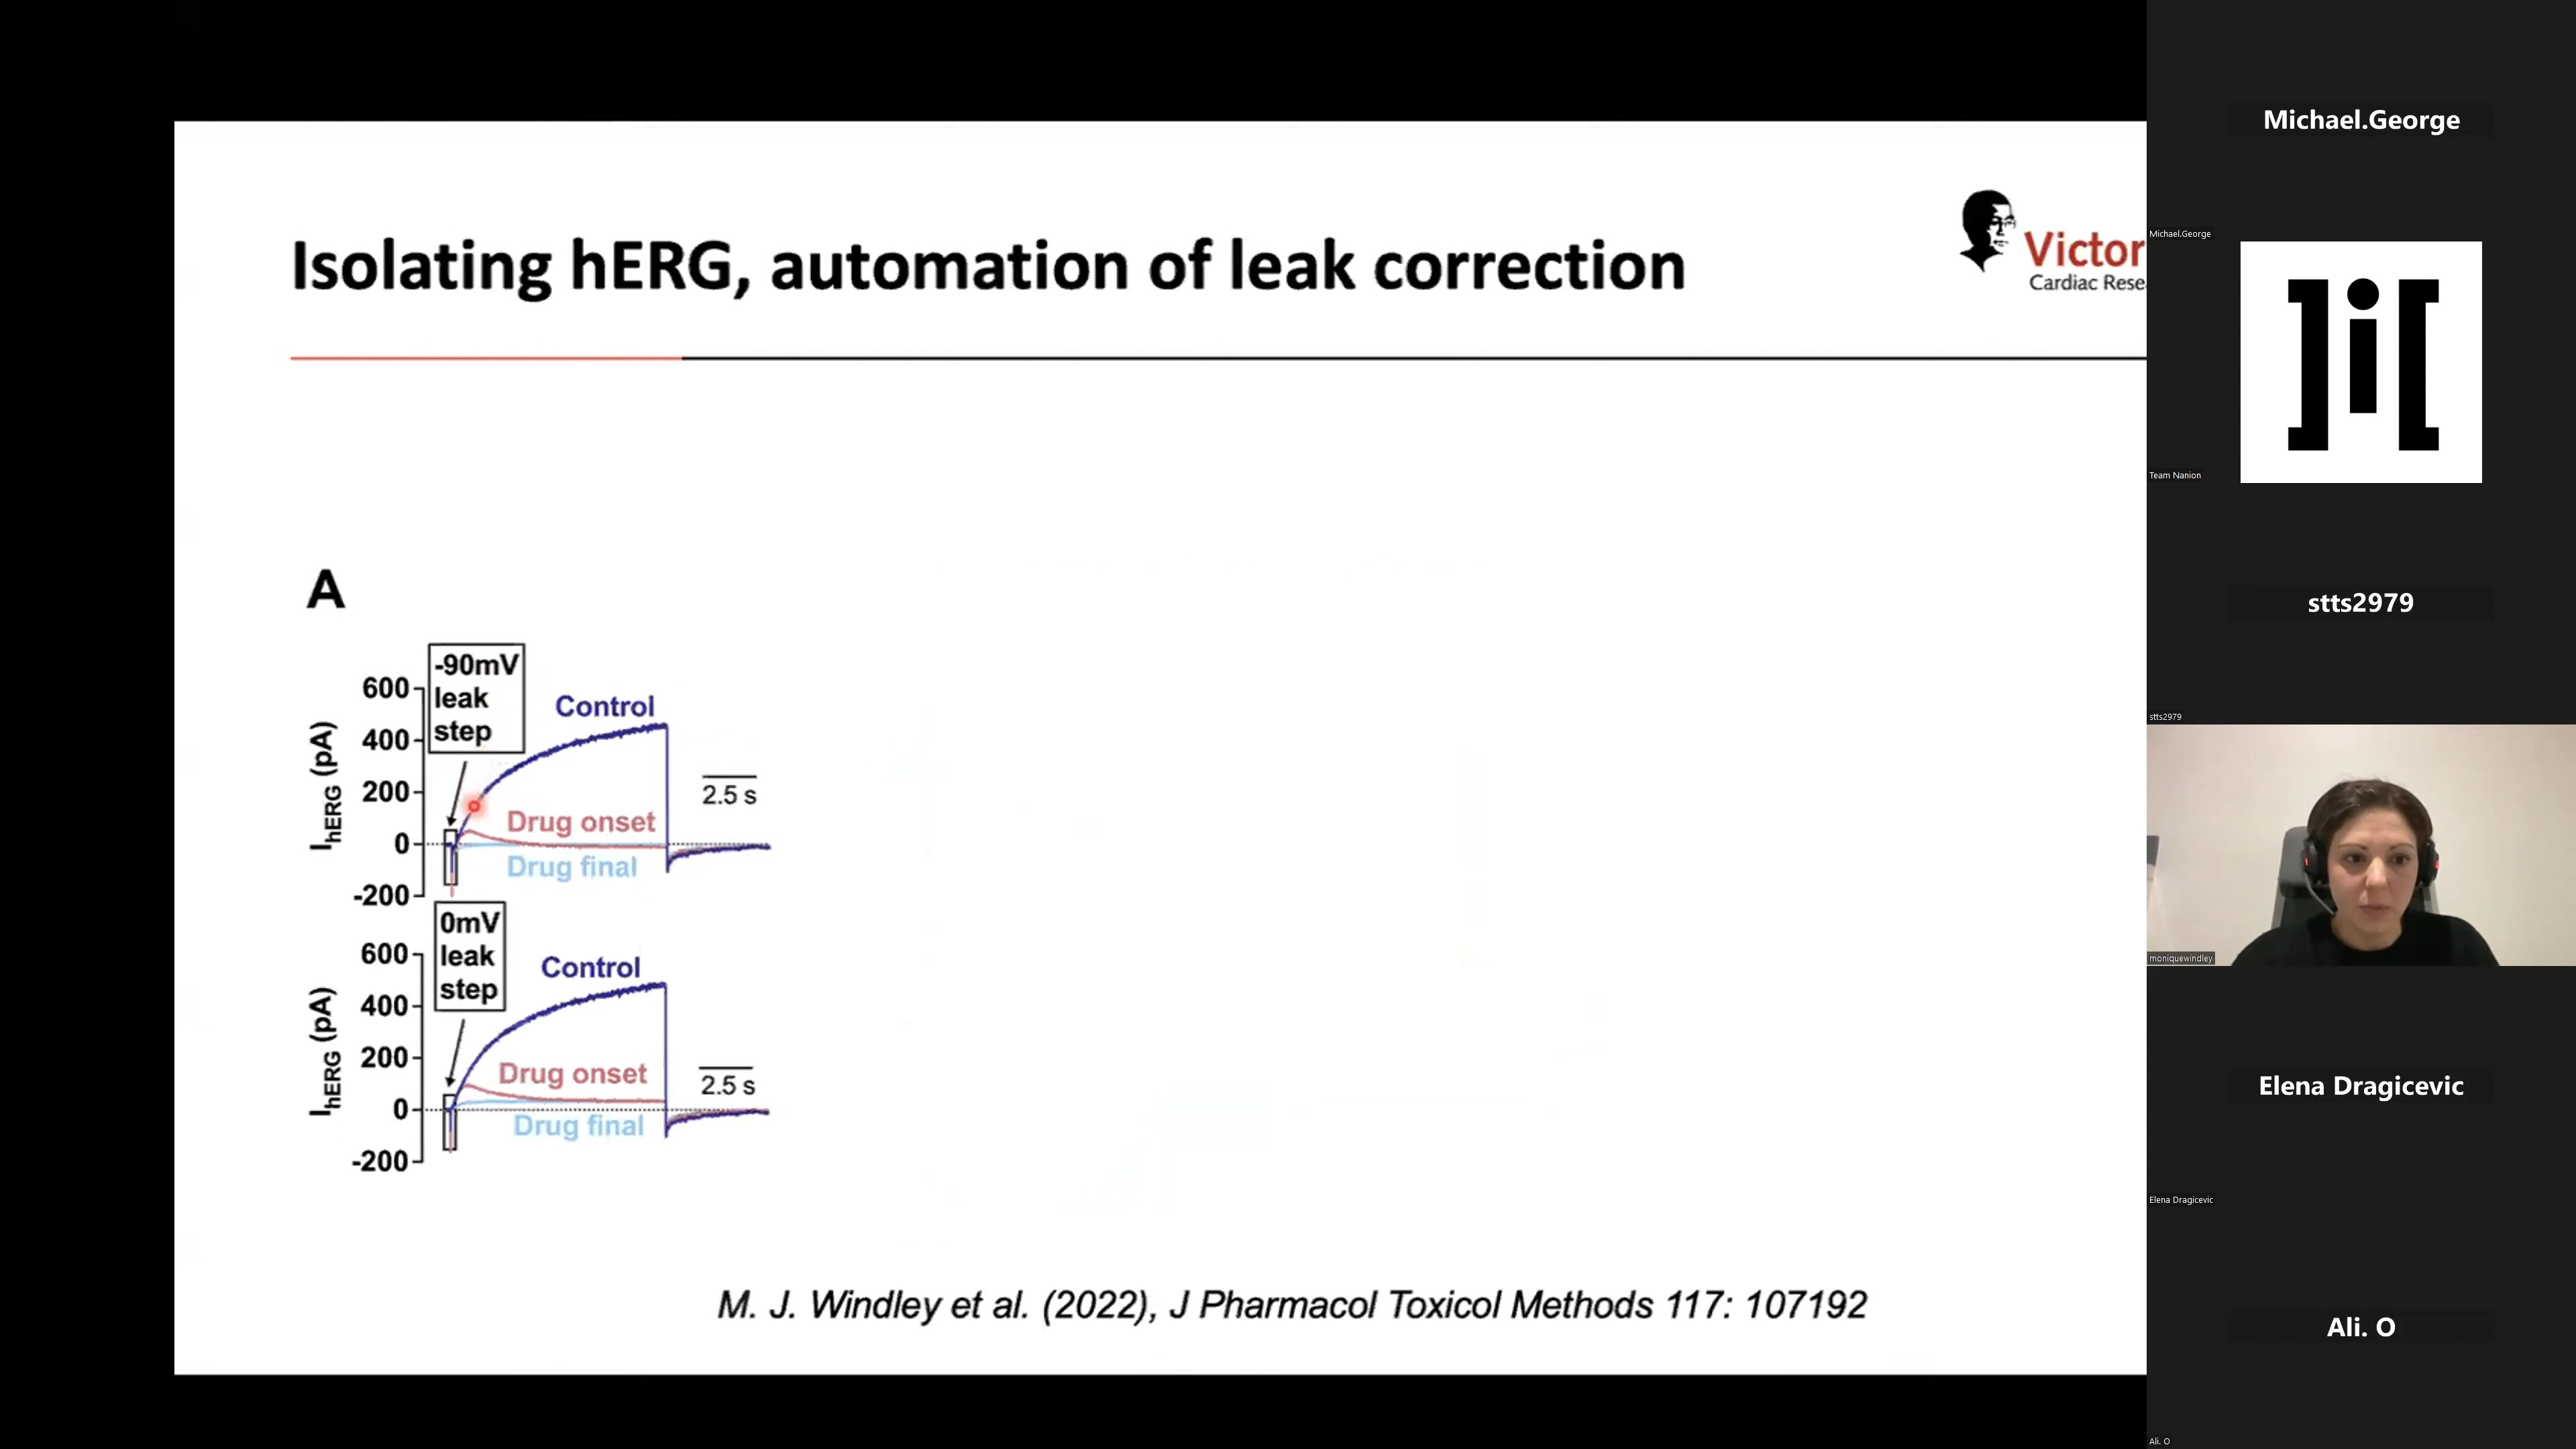 Isolating hERG, automation of leak correction
Victor
Cardiac Rese
A
-90mV
leak
step
600
400
200
0
-200
IhERG (pA)
Control
Drug onset
Drug final
2.5 s
0mV
leak
step
600
400
200
0
-200
IhERG (pA)
Control
Drug onset
Drug final
2.5 s
M. J. Windley et al. (2022), J Pharmacol Toxicol Methods 117: 107192
Michael.George
Michael.George
]i[
Team Nanion
stts2979
stts2979
moniquewindley
Elena Dragicevic
Elena Dragicevic
Ali. O
Ali. O